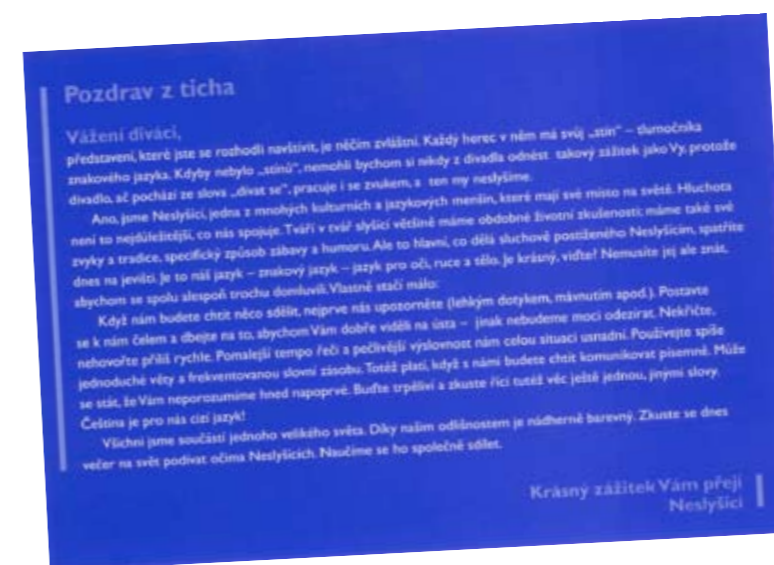 Pozdrav z ticha
Vážení diváci,
představení, které jste se rozhodli navštívit, je něčím zvláštní. Každý herec v něm má svůj „stín“ – tlumočníka
znakového jazyka. Kdyby nebylo „stínů“, nemohli bychom si nikdy z divadla odnést takový zážitek jako Vy, protože
divadlo, ač pochází ze slova „dívat se“, pracuje i se zvukem, a ten my neslyšíme.
Ano, jsme Neslyšící, jedna z mnohých kulturních a jazykových menšin, které mají své místo na světě. Hluchota
není to nejdůležitější, co nás spojuje. Tváří v tvář slyšící většině máme obdobné životní zkušenosti: máme také své
zvyky a tradice, specifický způsob zábavy a humoru. Ale to hlavní, co dělá sluchově postiženého Neslyšícím, spatříte
dnes na jevišti. Je to náš jazyk – znakový jazyk – jazyk pro oči, ruce a tělo. Je krásný, viďte! Nemusíte jej ale znát,
abychom se spolu alespoň trochu domluvili. Vlastně stačí málo:
Když nám budete chtít něco sdělit, nejprve nás upozorněte (lehkým dotykem, mávnutím apod.). Postavte
se k nám čelem a dbejte na to, abychom Vám dobře viděli na ústa – jinak nebudeme moci odezírat. Nekřičte,
nehovořte příliš rychle. Pomalejší tempo řeči a pečlivější výslovnost nám celou situaci usnadní. Používejte spíše
jednoduché věty a frekventovanou slovní zásobu. Totéž platí, když s námi budete chtít komunikovat písemně. Může
se stát, že Vám neporozumíme hned napoprvé. Buďte trpěliví a zkuste říci tutéž věc ještě jednou, jinými slovy.
Čeština je pro nás cizí jazyk!
Všichni jsme součástí jednoho velikého světa. Díky našim odlišnostem je nádherně barevný. Zkuste se dnes
večer na svět podívat očima Neslyšících. Naučíme se ho společně sdílet.
Krásný zážitek Vám přejí
Neslyšící